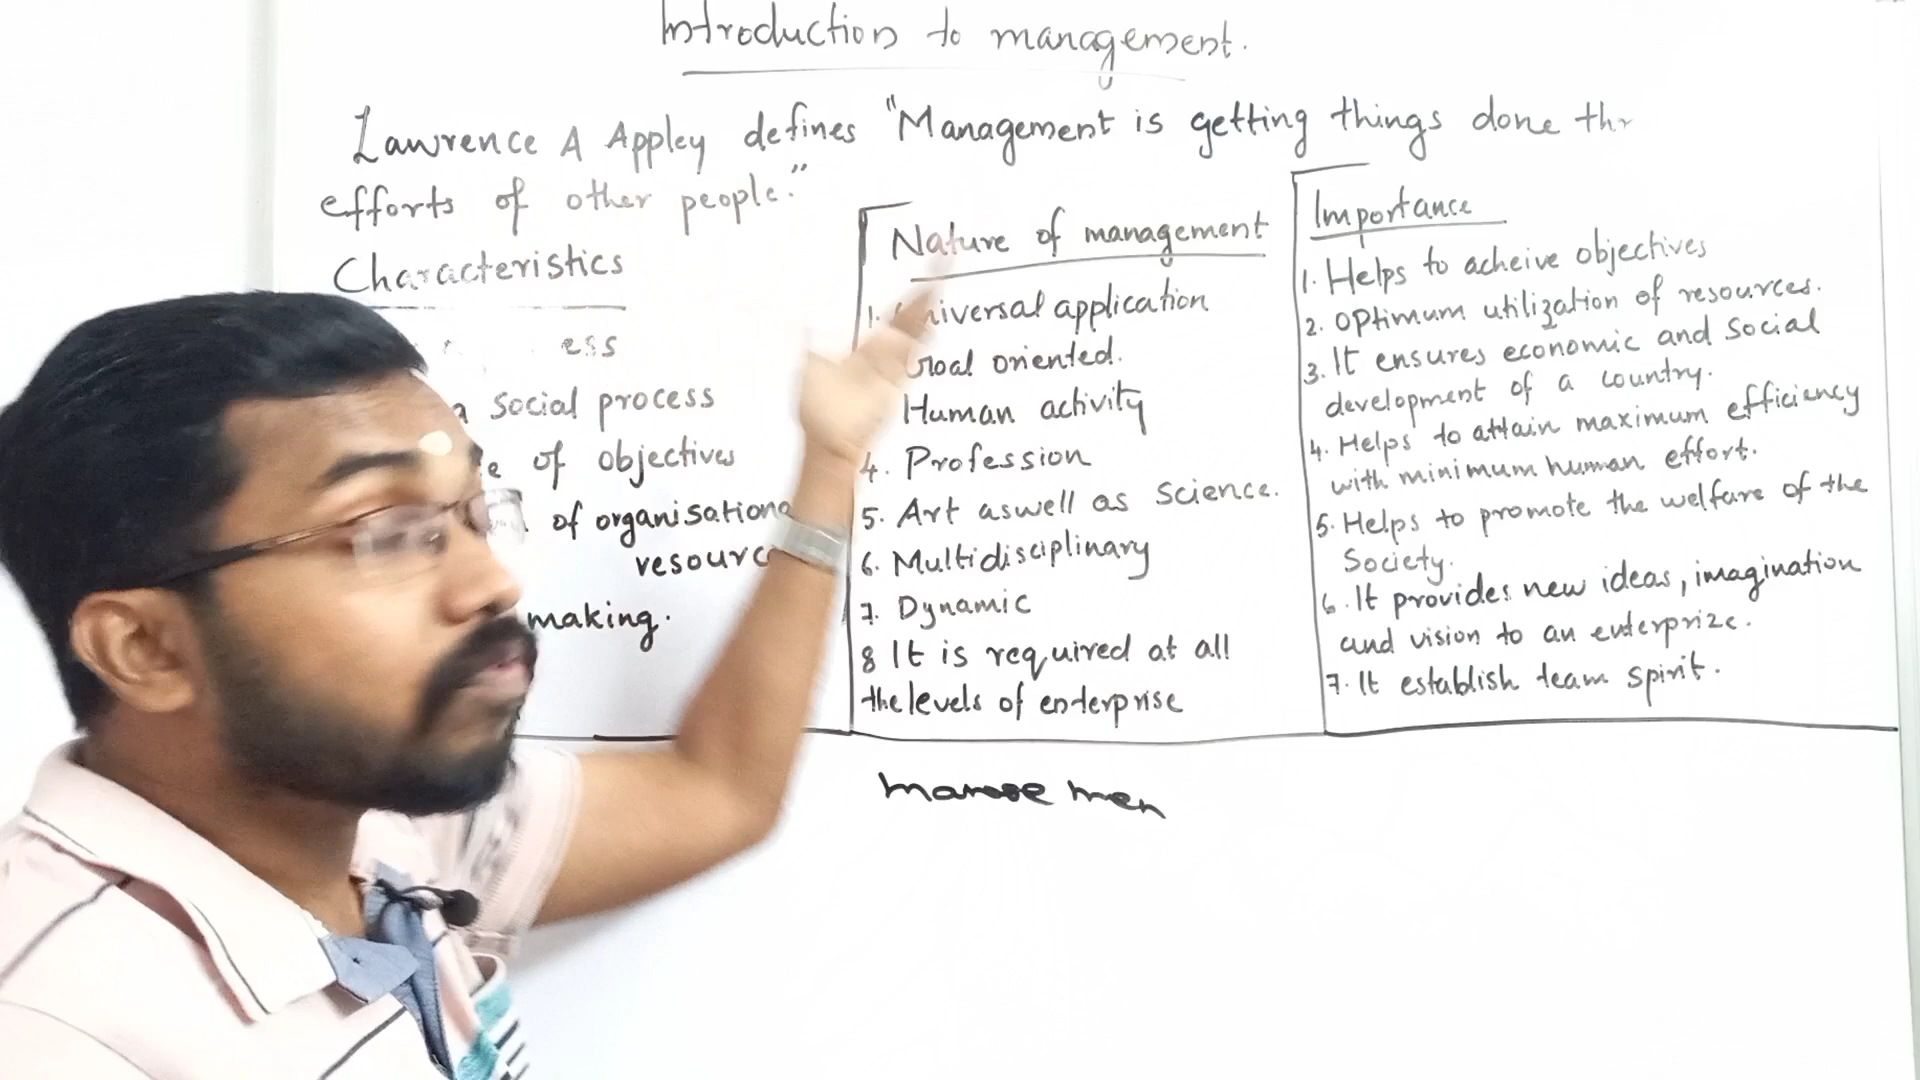 Introduction to management.
Lawrence A Appley defines "Management is getting things done thr
efforts of other people."
Characteristics
ess
a social process
of objectives
of organisationa
resourc
making.
Nature of management
1. Universal application
Goal oriented.
Human activity
4. Profession
5. Art aswell as Science.
6. Multidisciplinary
7. Dynamic
8 It is required at all
the levels of enterprise
Importance
1. Helps to acheive objectives
2. Optimum utilization of resources.
3. It ensures economic and social
development of a country.
4. Helps to attain maximum efficiency
with minimum human effort.
5. Helps to promote the welfare of the
Society.
6. It provides new ideas, imagination
and vision to an enterprize.
7. It establish team spirit.